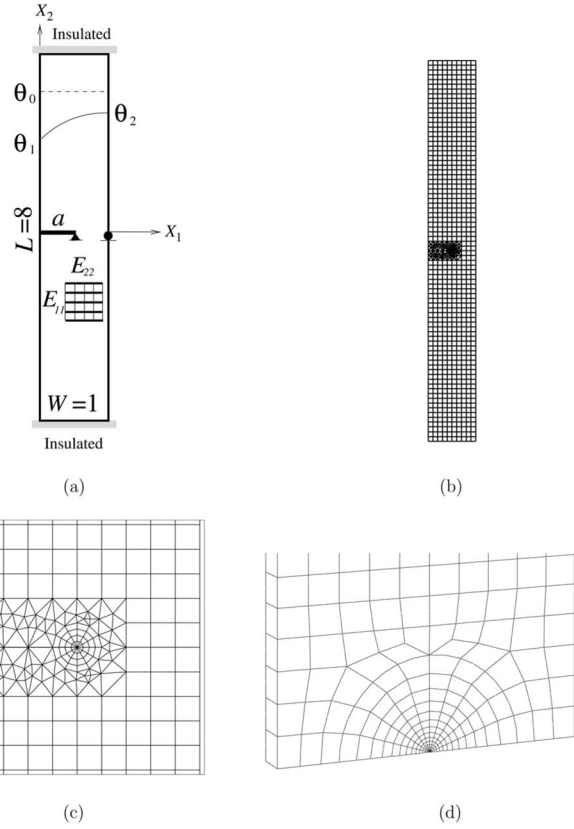 X₂
Insulated
θ₀
θ₂
θ₁
L=8
a
X₁
E₂₂
E₁₁
W=1
Insulated
(a)
(b)
(c)
(d)